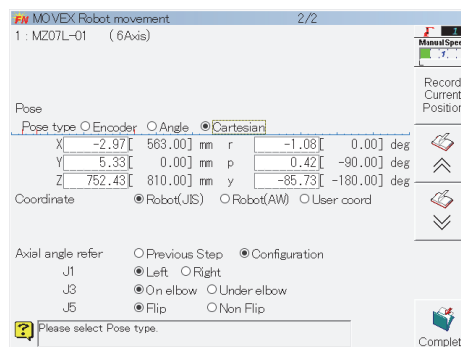 FN MOVEX Robot movement 2/2
1 : MZ07L-01 (6Axis)
1
Manual Spee
1
Record
Current
Position
Pose
Pose type Encoder Angle Cartesian
X -2.97[ 563.00] mm r -1.08[ 0.00] deg
Y 5.33[ 0.00] mm p 0.42[ -90.00] deg
Z 752.43[ 810.00] mm y -85.73[ -180.00] deg
Coordinate Robot(JIS) Robot(AW) User coord
Axial angle refer Previous Step Configuration
J1 Left Right
J3 On elbow Under elbow
J5 Flip Non Flip
Please select Pose type.
Complet